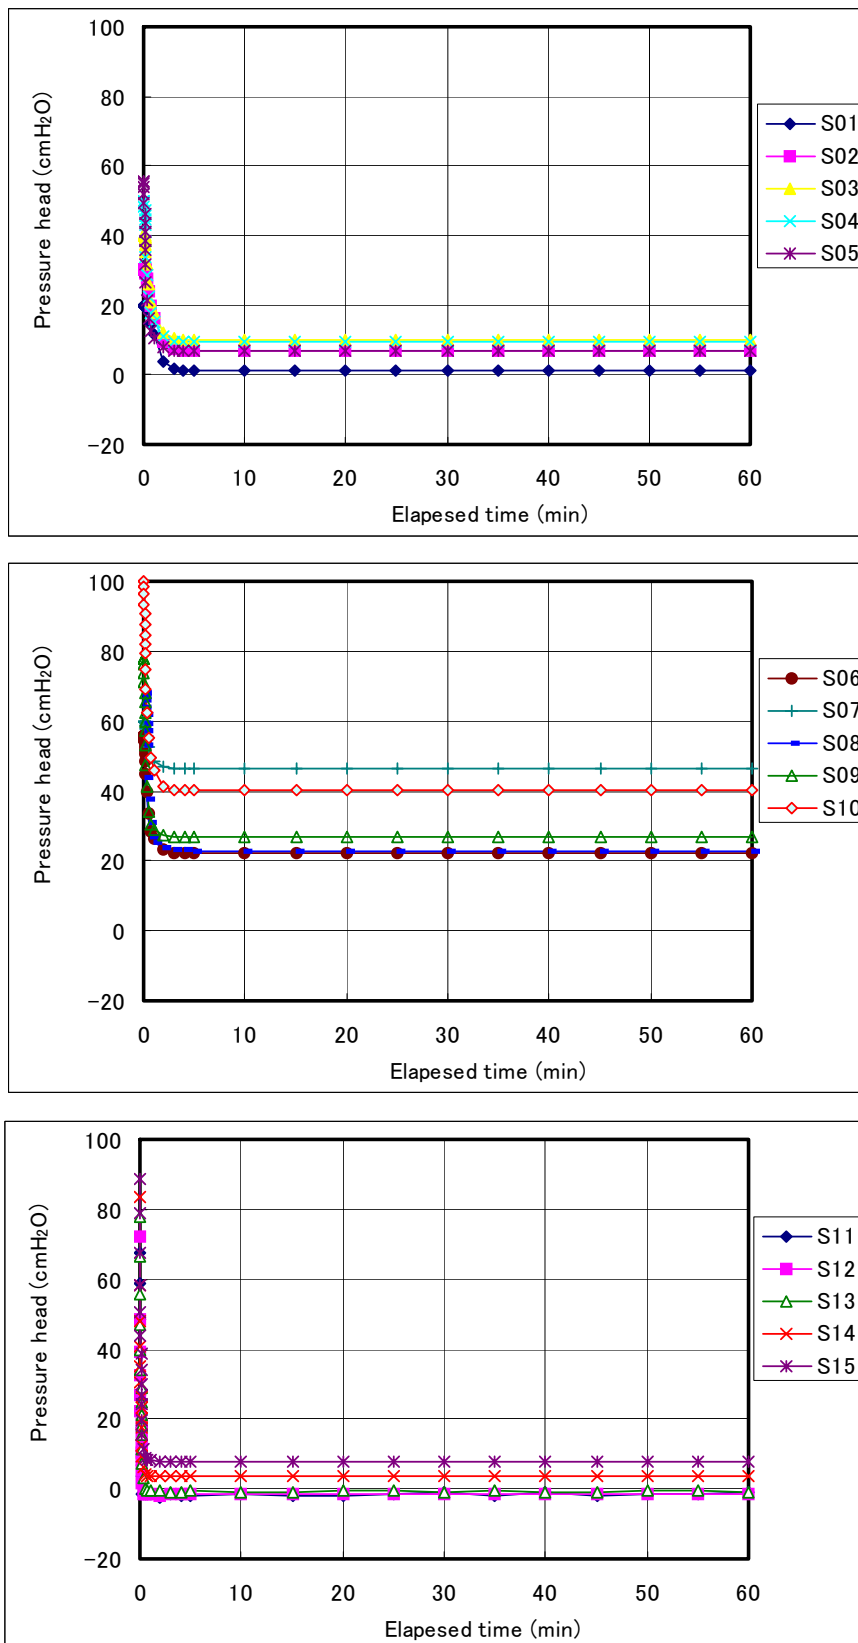 100
80
60
40
20
0
-20
Pressure head (cmH₂O)
0 10 20 30 40 50 60
Elapesed time (min)
S01
S02
S03
S04
S05
100
80
60
40
20
0
-20
Pressure head (cmH₂O)
0 10 20 30 40 50 60
Elapesed time (min)
S06
S07
S08
S09
S10
100
80
60
40
20
0
-20
Pressure head (cmH₂O)
0 10 20 30 40 50 60
Elapesed time (min)
S11
S12
S13
S14
S15